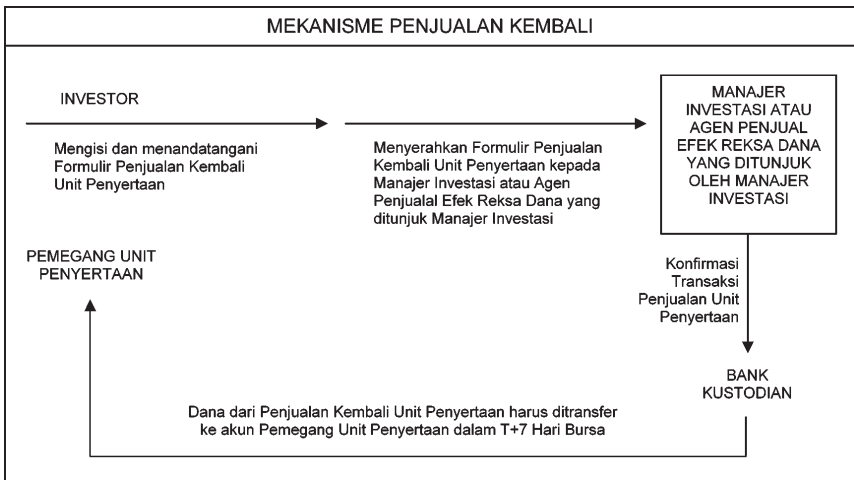 MEKANISME PENJUALAN KEMBALI
INVESTOR
Mengisi dan menandatangani
Formulir Penjualan Kembali
Unit Penyertaan
Menyerahkan Formulir Penjualan
Kembali Unit Penyertaan kepada
Manajer Investasi atau Agen
Penjualal Efek Reksa Dana yang
ditunjuk Manajer Investasi
MANAJER
INVESTASI ATAU
AGEN PENJUAL
EFEK REKSA DANA
YANG DITUNJUK
OLEH MANAJER
INVESTASI
PEMEGANG UNIT
PENYERTAAN
Konfirmasi
Transaksi
Penjualan Unit
Penyertaan
BANK
KUSTODIAN
Dana dari Penjualan Kembali Unit Penyertaan harus ditransfer
ke akun Pemegang Unit Penyertaan dalam T+7 Hari Bursa